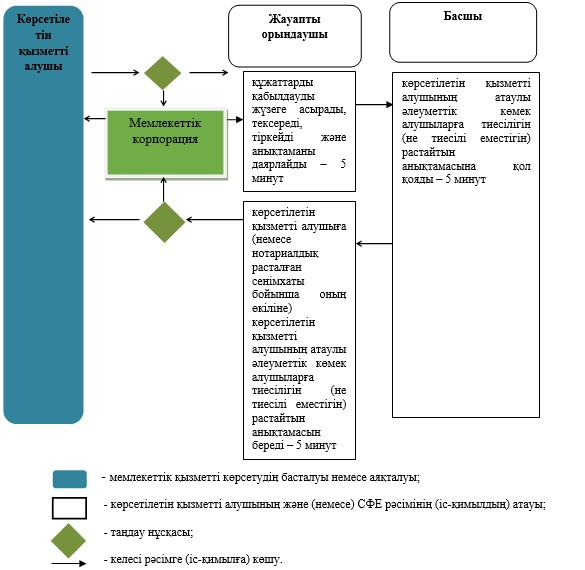 Көрсетіле
тін
қызметті
алушы
Жауапты
орындаушы
Басшы
Мемлекеттік
корпорация
құжаттарды
қабылдауды
жүзеге асырады,
тексереді,
тіркейді және
анықтаманы
даярлайды – 5
минут
көрсетілетін қызметті
алушының атаулы
әлеуметтік көмек
алушыларға тиесілігін
(не тиесілі еместігін)
растайтын
анықтамасына қол
қояды – 5 минут
көрсетілетін
қызметті алушыға
(немесе
нотариалдық
расталған
сенімхаты
бойынша оның
өкіліне)
көрсетілетін
қызметті
алушының атаулы
әлеуметтік көмек
алушыларға
тиесілігін (не
тиесілі еместігін)
растайтын
анықтамасын
береді – 5 минут
- мемлекеттік қызметті көрсетудің басталуы немесе аяқталуы;
- көрсетілетін қызметті алушының және (немесе) СФЕ рәсімінің (іс-қимылдың) атауы;
- таңдау нұсқасы;
- келесі рәсімге (іс-қимылға) көшу.